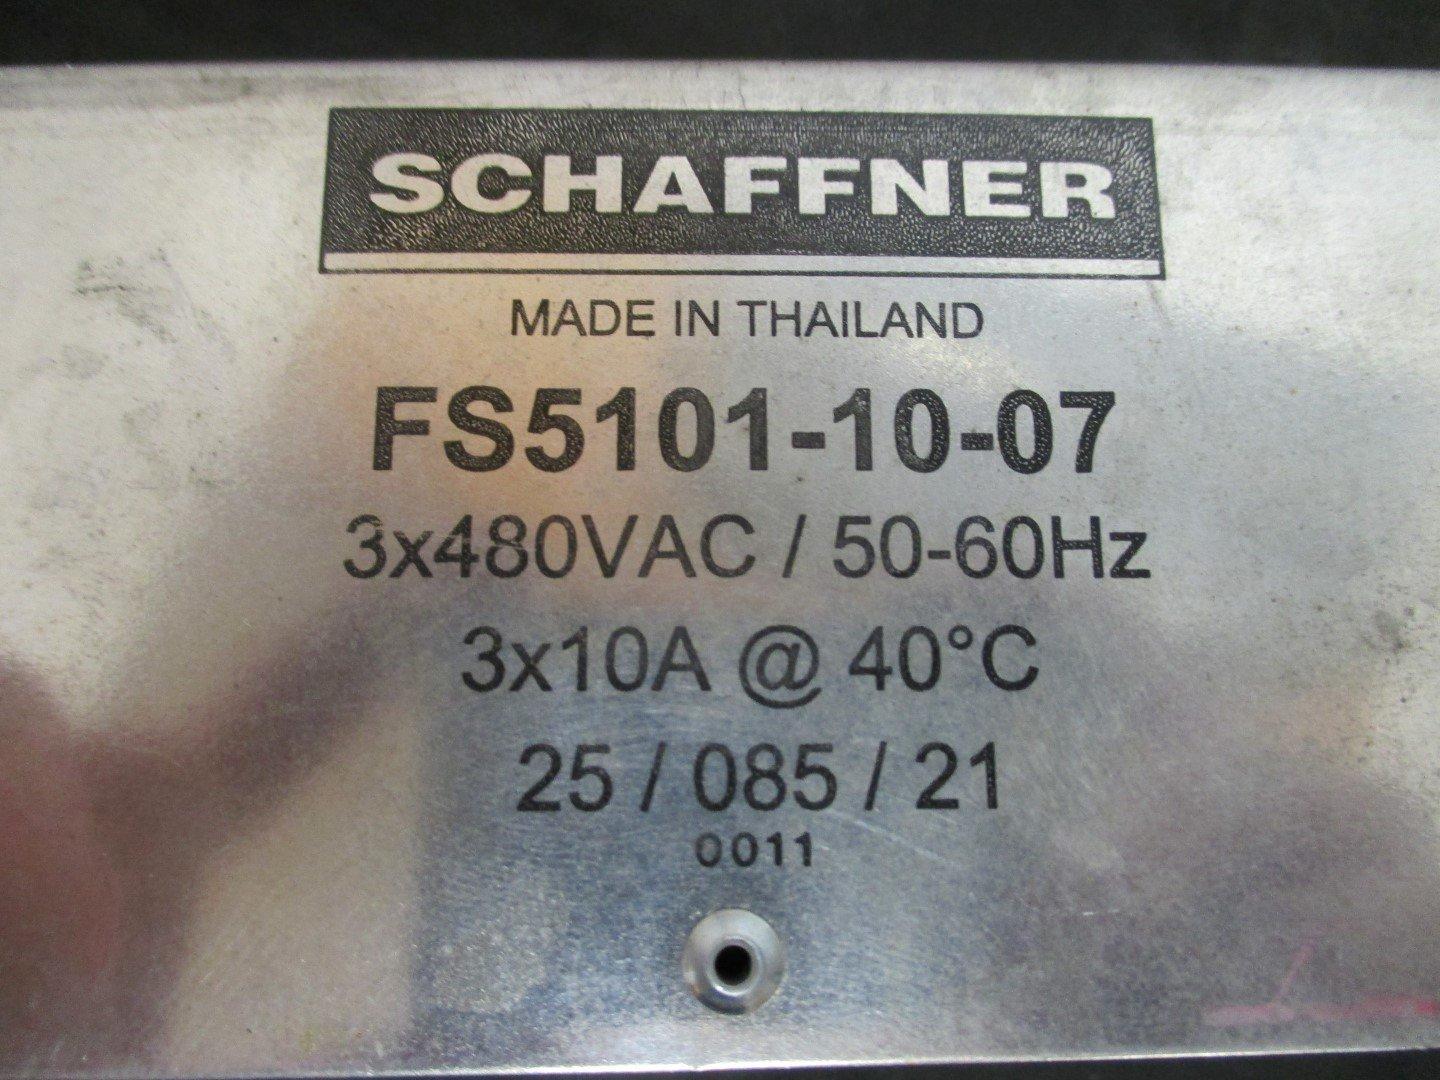 SCHAFFNER
MADE IN THAILAND
FS5101-10-07
3x480VAC / 50-60Hz
3x10A @ 40°C
25 / 085 / 21
0011